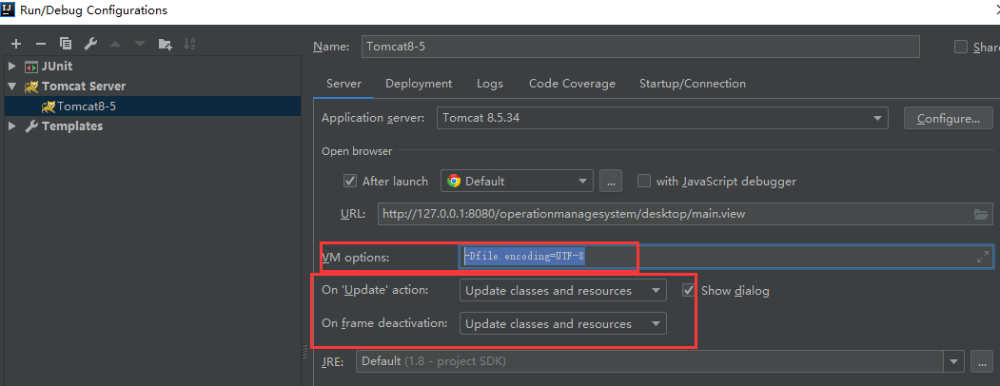 Run/Debug Configurations
Name: Tomcat8-5
Share
JUnit
Tomcat Server
Tomcat8-5
Templates
Server Deployment Logs Code Coverage Startup/Connection
Application server: Tomcat 8.5.34 Configure...
Open browser
After launch Default ... with JavaScript debugger
URL: http://127.0.0.1:8080/operationmanagesystem/desktop/main.view
VM options: -Dfile.encoding=UTF-8
On 'Update' action: Update classes and resources Show dialog
On frame deactivation: Update classes and resources
JRE: Default (1.8 - project SDK) ...